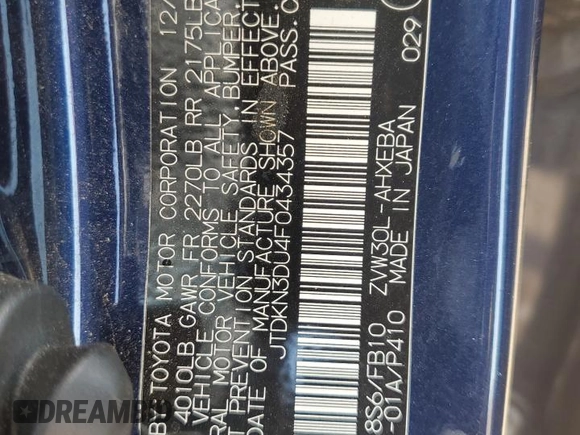 TOYOTA MOTOR CORPORATION 12/
4010LB GAWR FR 2270LB RR 2175LB
VEHICLE CONFORMS TO ALL APPLICA
MOTOR VEHICLE SAFETY, BUMPER,
PREVENTION STANDARDS IN EFFECT
DATE OF MANUFACTURE SHOWN ABOVE.
JTDKN3DU4F0434357 PASS.C
8S6/FB10 ZVW30L-AHXEBA
-01A/P410 MADE IN JAPAN
029
DREAMBID